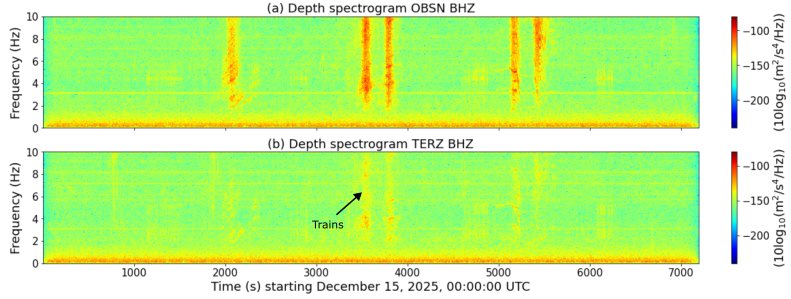 (a) Depth spectrogram OBSN BHZ
10
8
6
4
2
0
Frequency (Hz)
−100
−150
−200
(10log10(m²/s⁴/Hz))
(b) Depth spectrogram TERZ BHZ
10
8
6
4
2
0
Frequency (Hz)
Trains
1000 2000 3000 4000 5000 6000 7000
Time (s) starting December 15, 2025, 00:00:00 UTC
−100
−150
−200
(10log10(m²/s⁴/Hz))